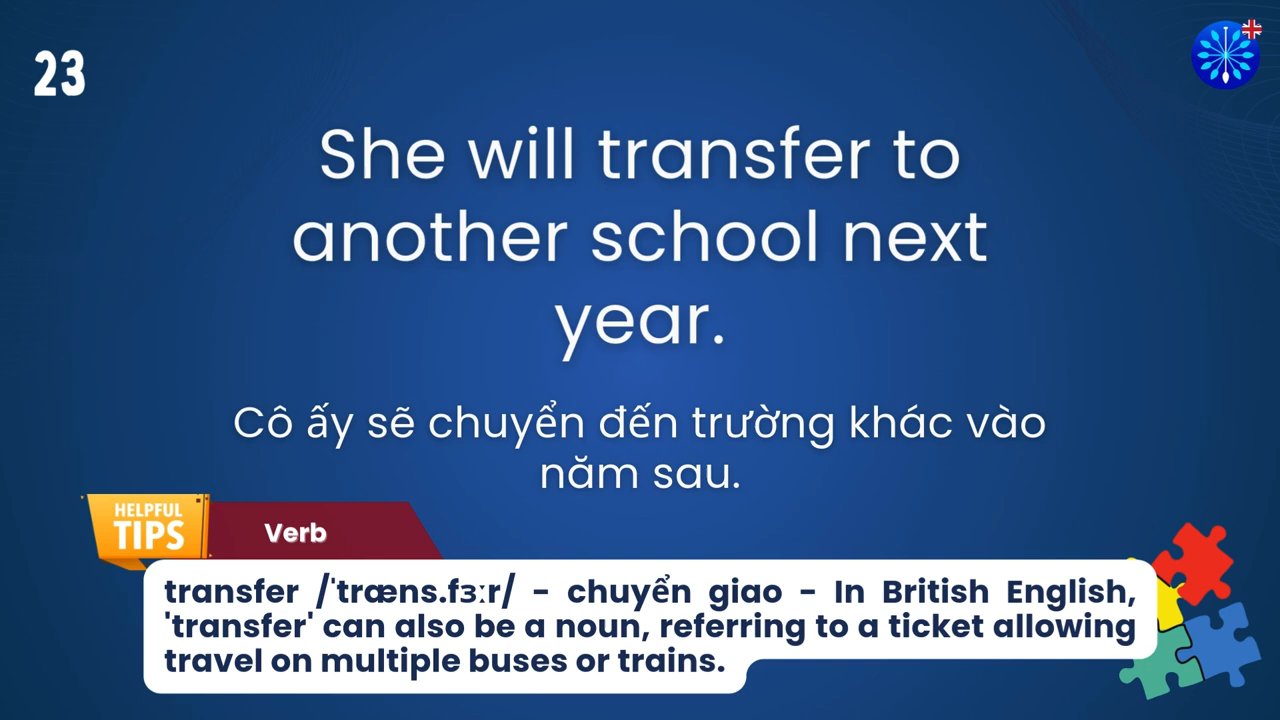 23
She will transfer to
another school next
year.
Cô ấy sẽ chuyển đến trường khác vào
năm sau.
HELPFUL
TIPS
Verb
transfer /ˈtræns.fɜːr/ - chuyển giao - In British English,
'transfer' can also be a noun, referring to a ticket allowing
travel on multiple buses or trains.